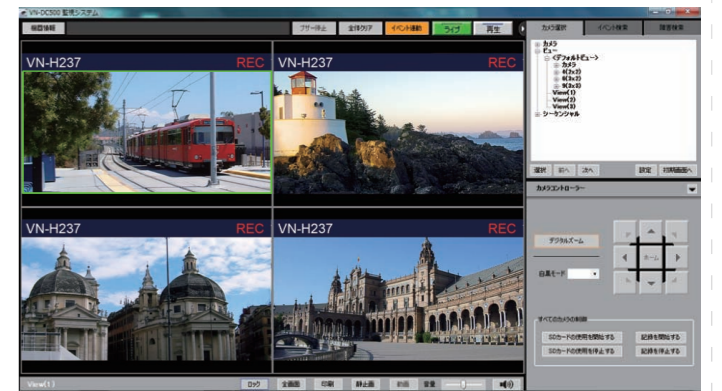 VN-DC300 監視システム
機器情報
ブザー停止 全体クリア イベント連動 ライブ 再生
カメラ選択 イベント検索 障害検索
VN-H237 REC
VN-H237 REC
VN-H237 REC
VN-H237 REC
カメラ
ビュー
<デフォルトビュー>
カメラ
4(2x2)
6(3x2)
9(3x3)
View(1)
View(2)
View(3)
シーケンシャル
選択 前へ 次へ 設定 初期画面へ
カメラコントローラー
デジタルズーム
白黒モード
ホーム
すべてのカメラの制御
SDカードの使用を開始する 記録を開始する
SDカードの使用を停止する 記録を停止する
View(1)
ロック 全画面 印刷 静止画 動画 音量